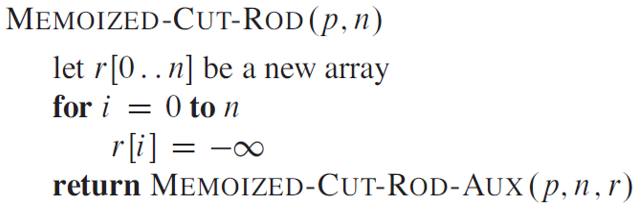 MEMOIZED-CUT-ROD(p, n)
let r[0..n] be a new array
for i = 0 to n
r[i] = −∞
return MEMOIZED-CUT-ROD-AUX(p, n, r)